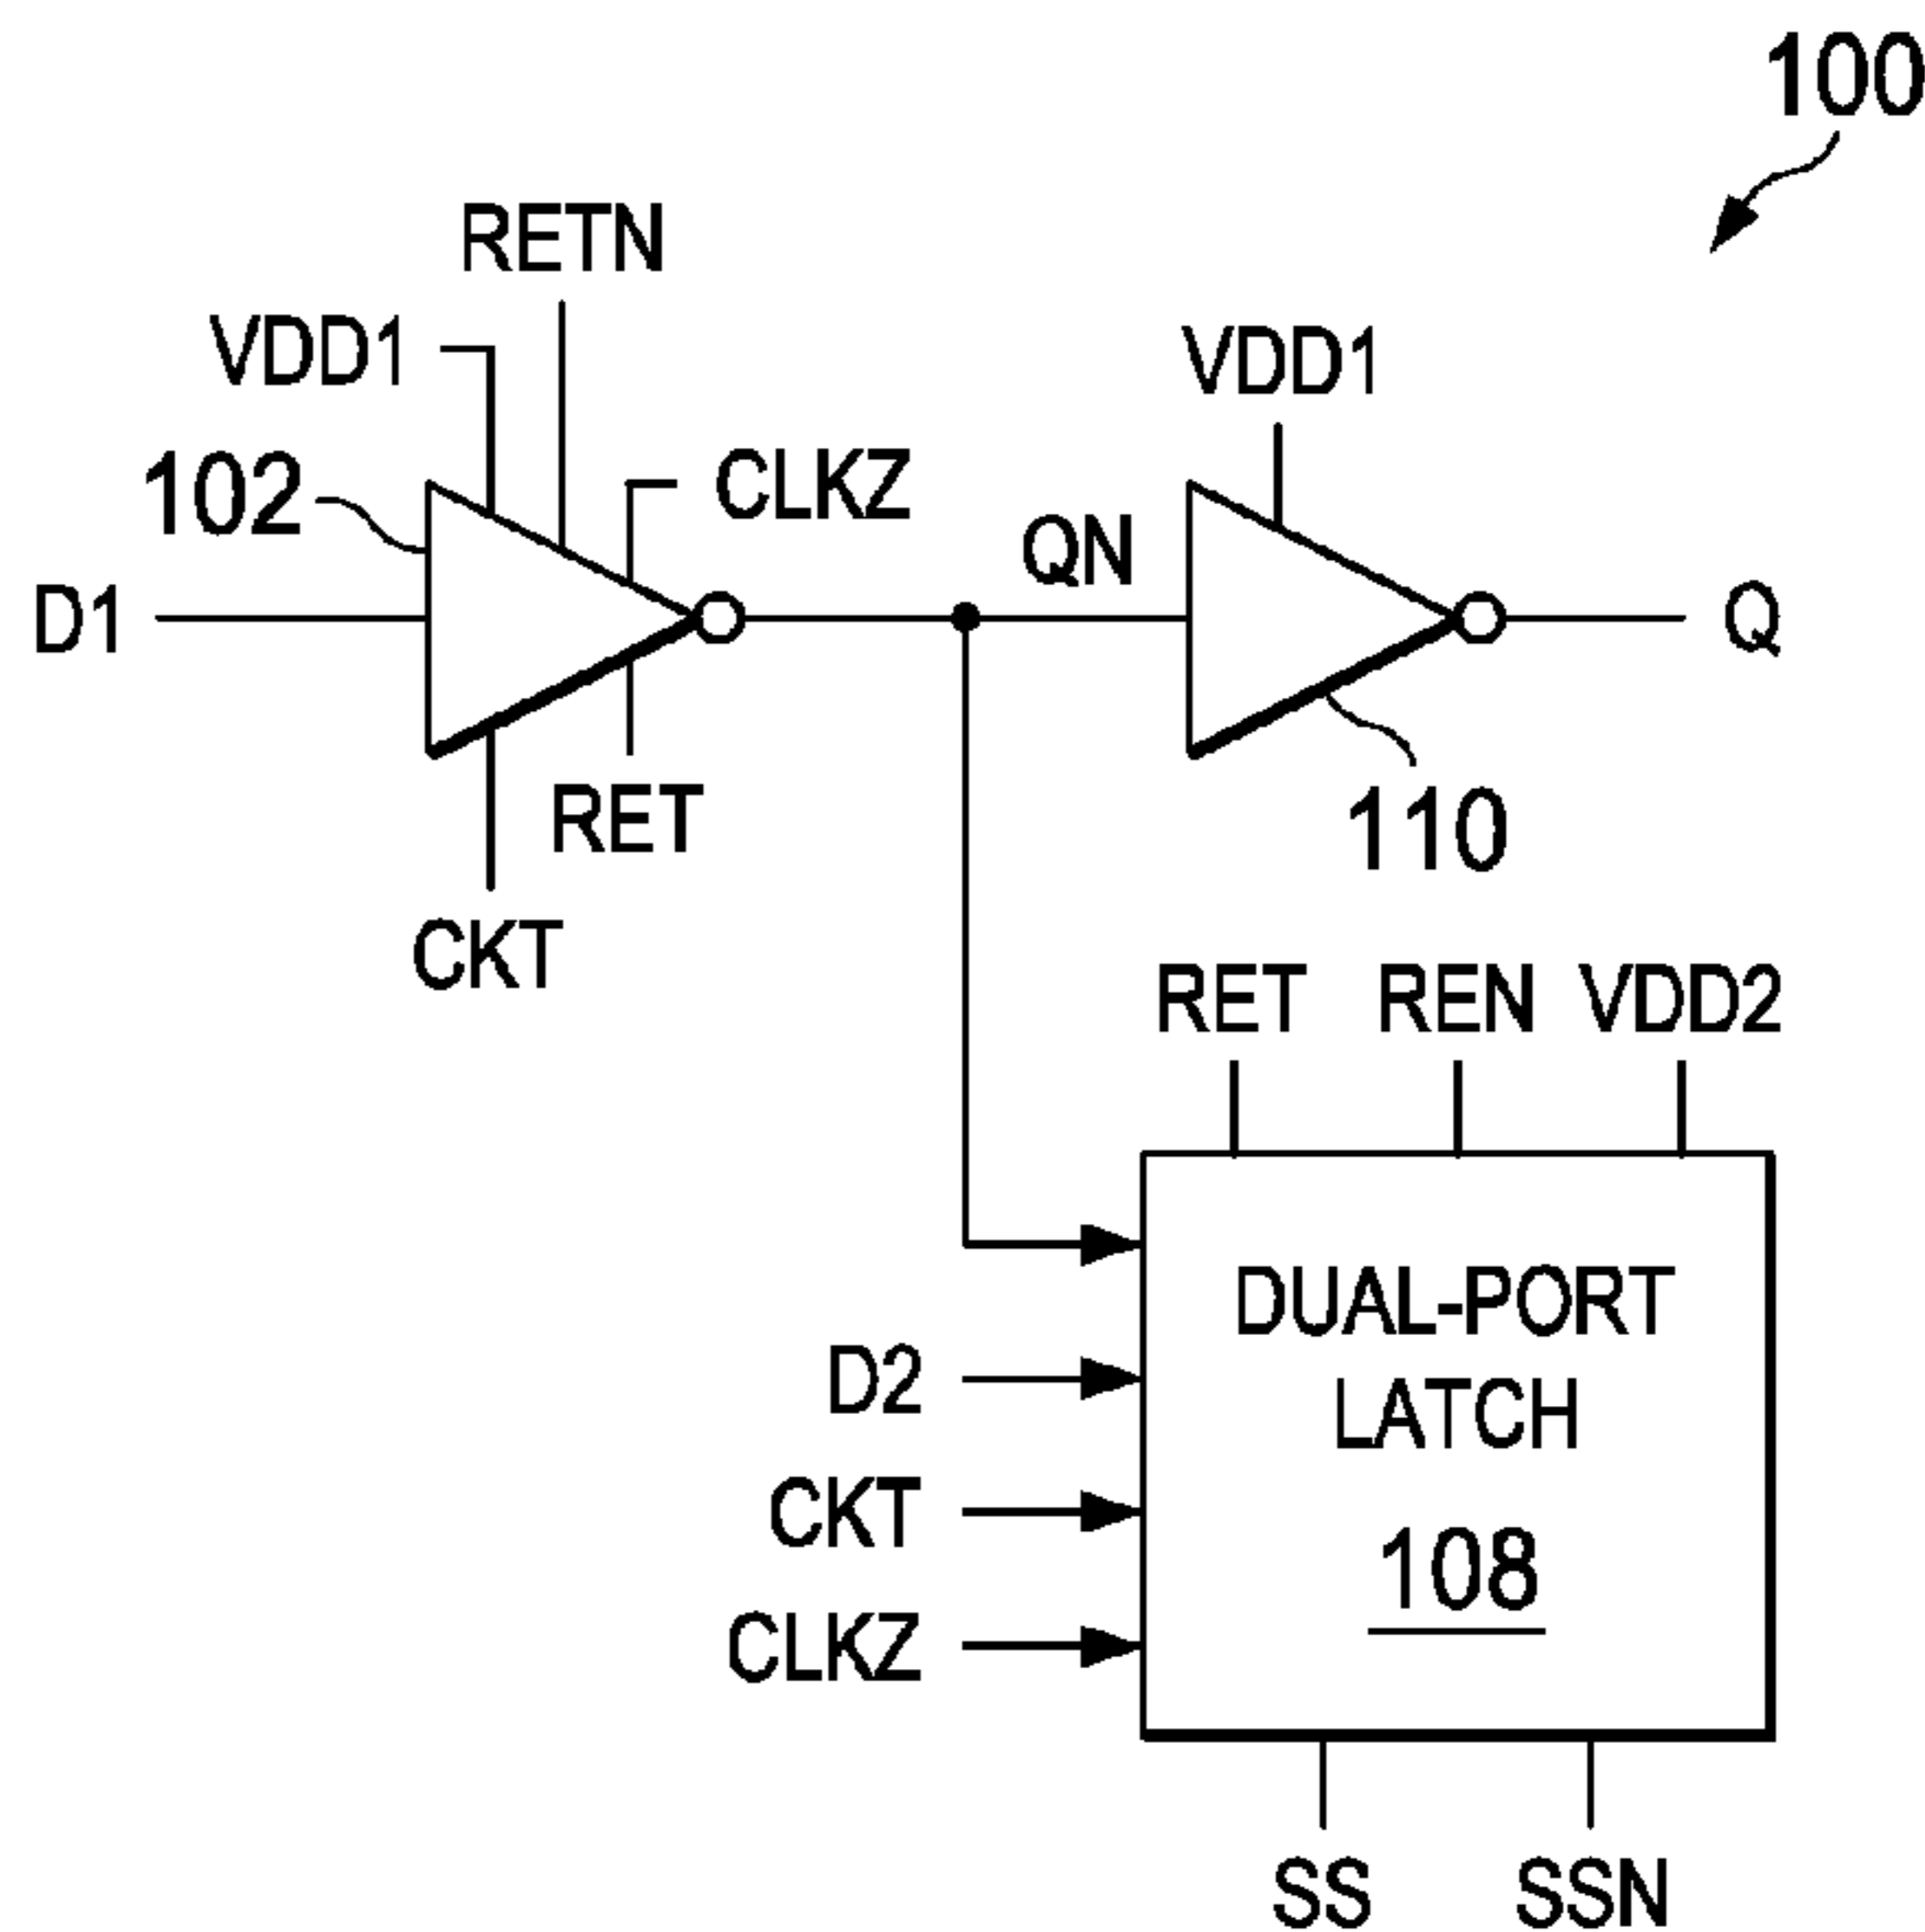 100
RETN
VDD1
VDD1
102
CLKZ
QN
D1
Q
RET
110
CKT
RET REN VDD2
DUAL-PORT
LATCH
108
D2
CKT
CLKZ
SS SSN